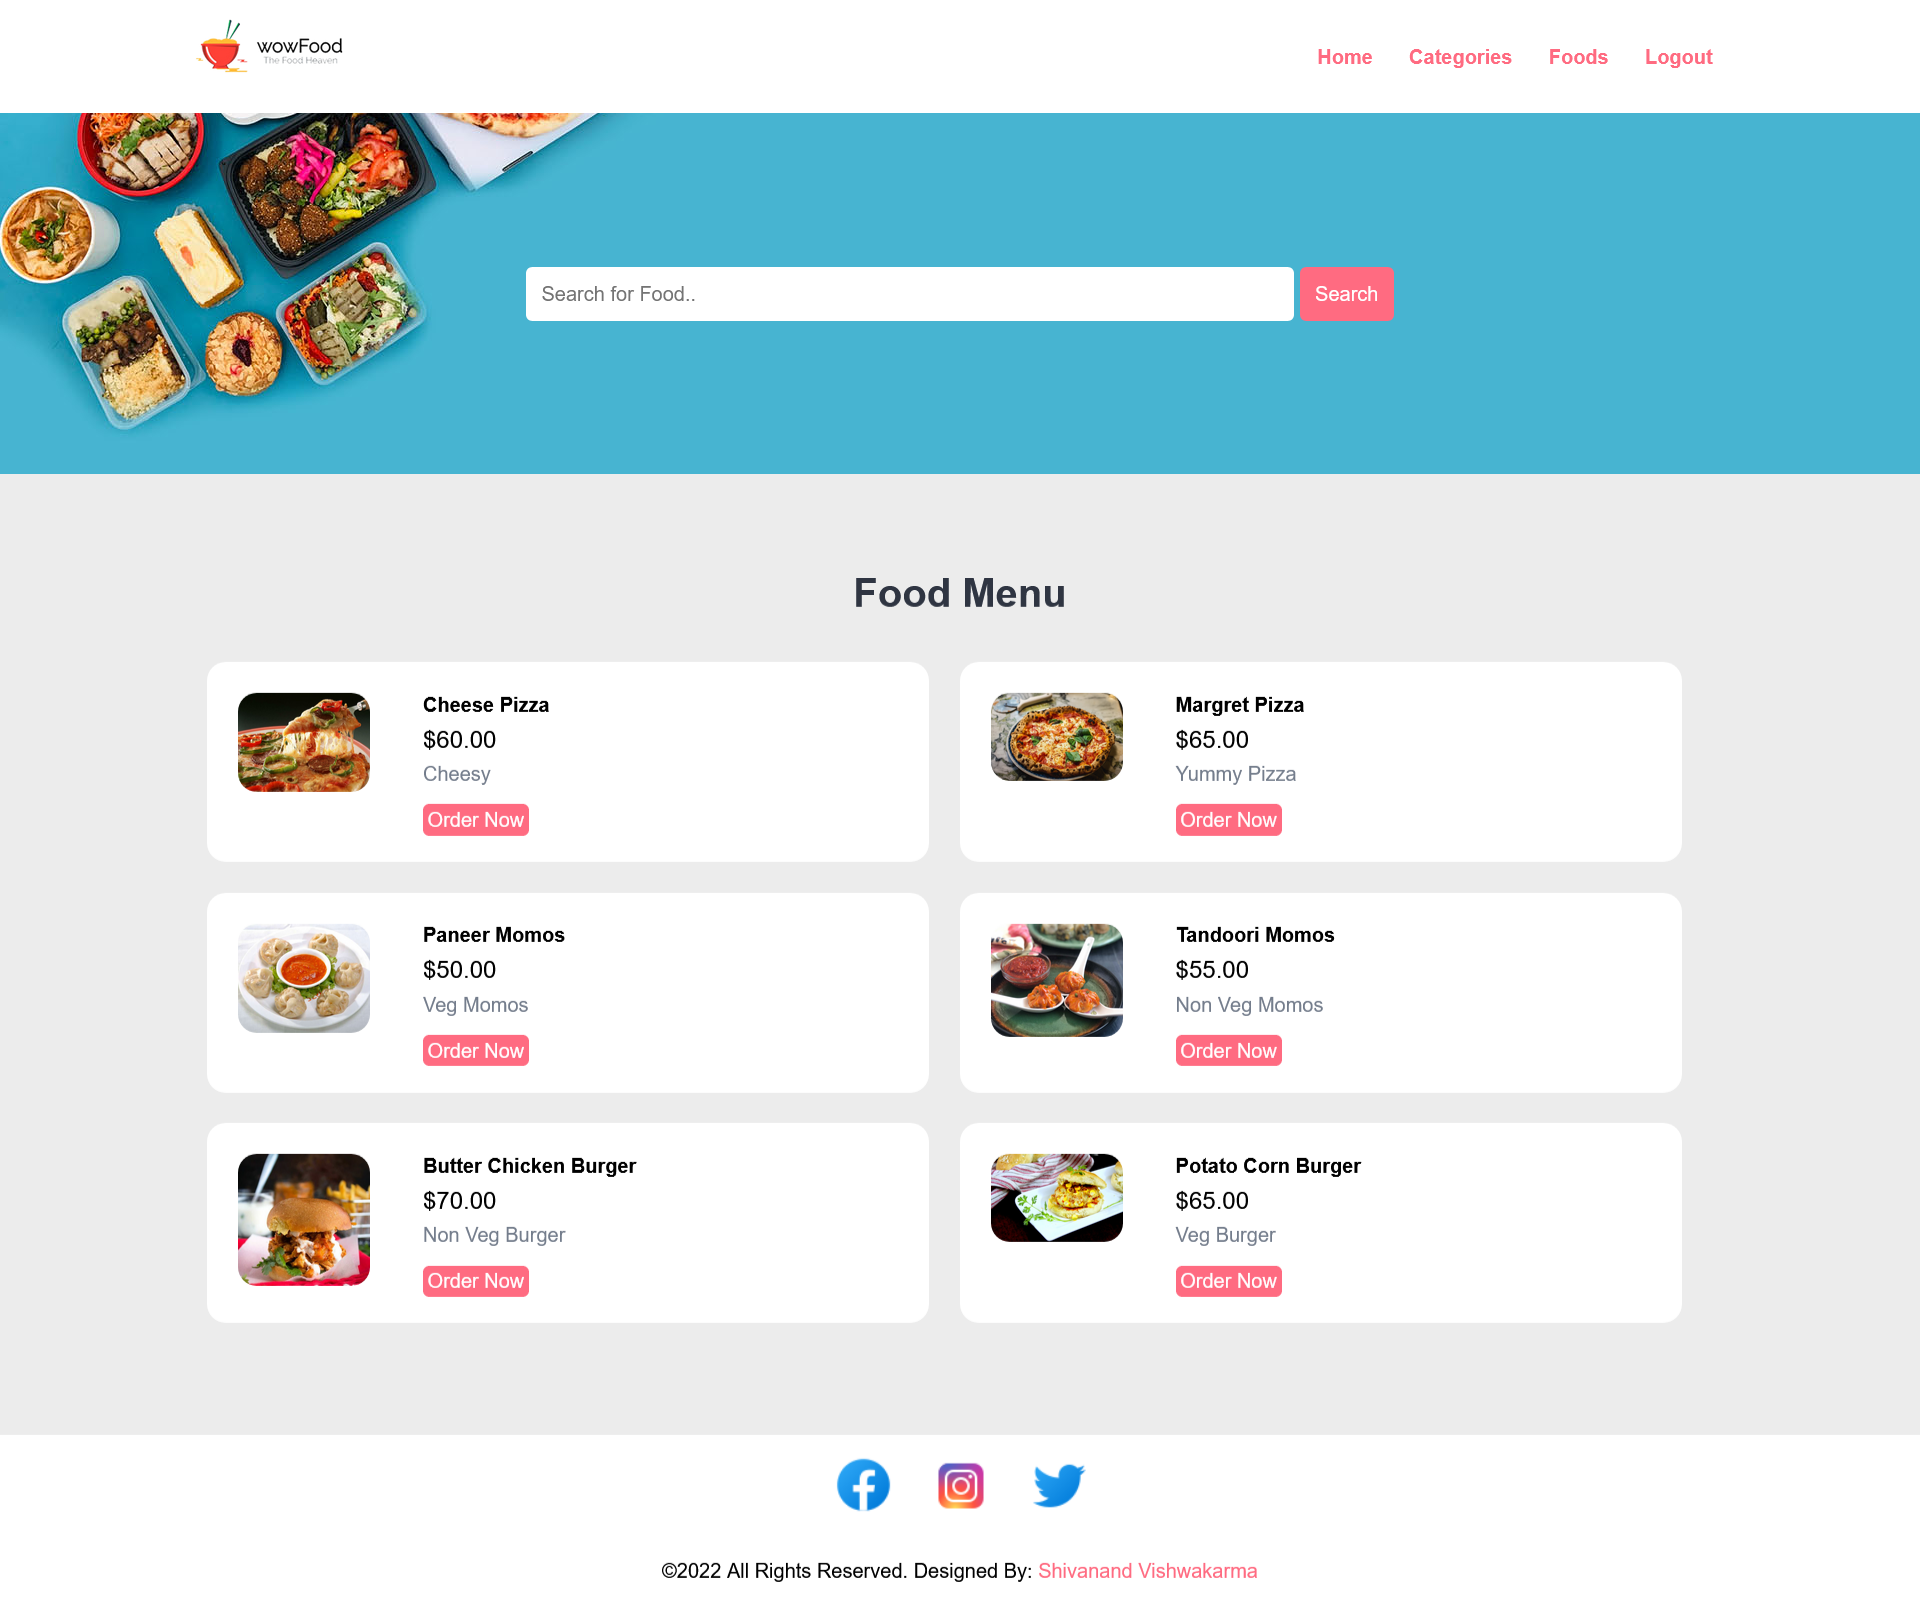 wowFood
The Food Heaven
Home Categories Foods Logout
Search for Food.. Search
Food Menu
Cheese Pizza
$60.00
Cheesy
Order Now
Margret Pizza
$65.00
Yummy Pizza
Order Now
Paneer Momos
$50.00
Veg Momos
Order Now
Tandoori Momos
$55.00
Non Veg Momos
Order Now
Butter Chicken Burger
$70.00
Non Veg Burger
Order Now
Potato Corn Burger
$65.00
Veg Burger
Order Now
©2022 All Rights Reserved. Designed By: Shivanand Vishwakarma